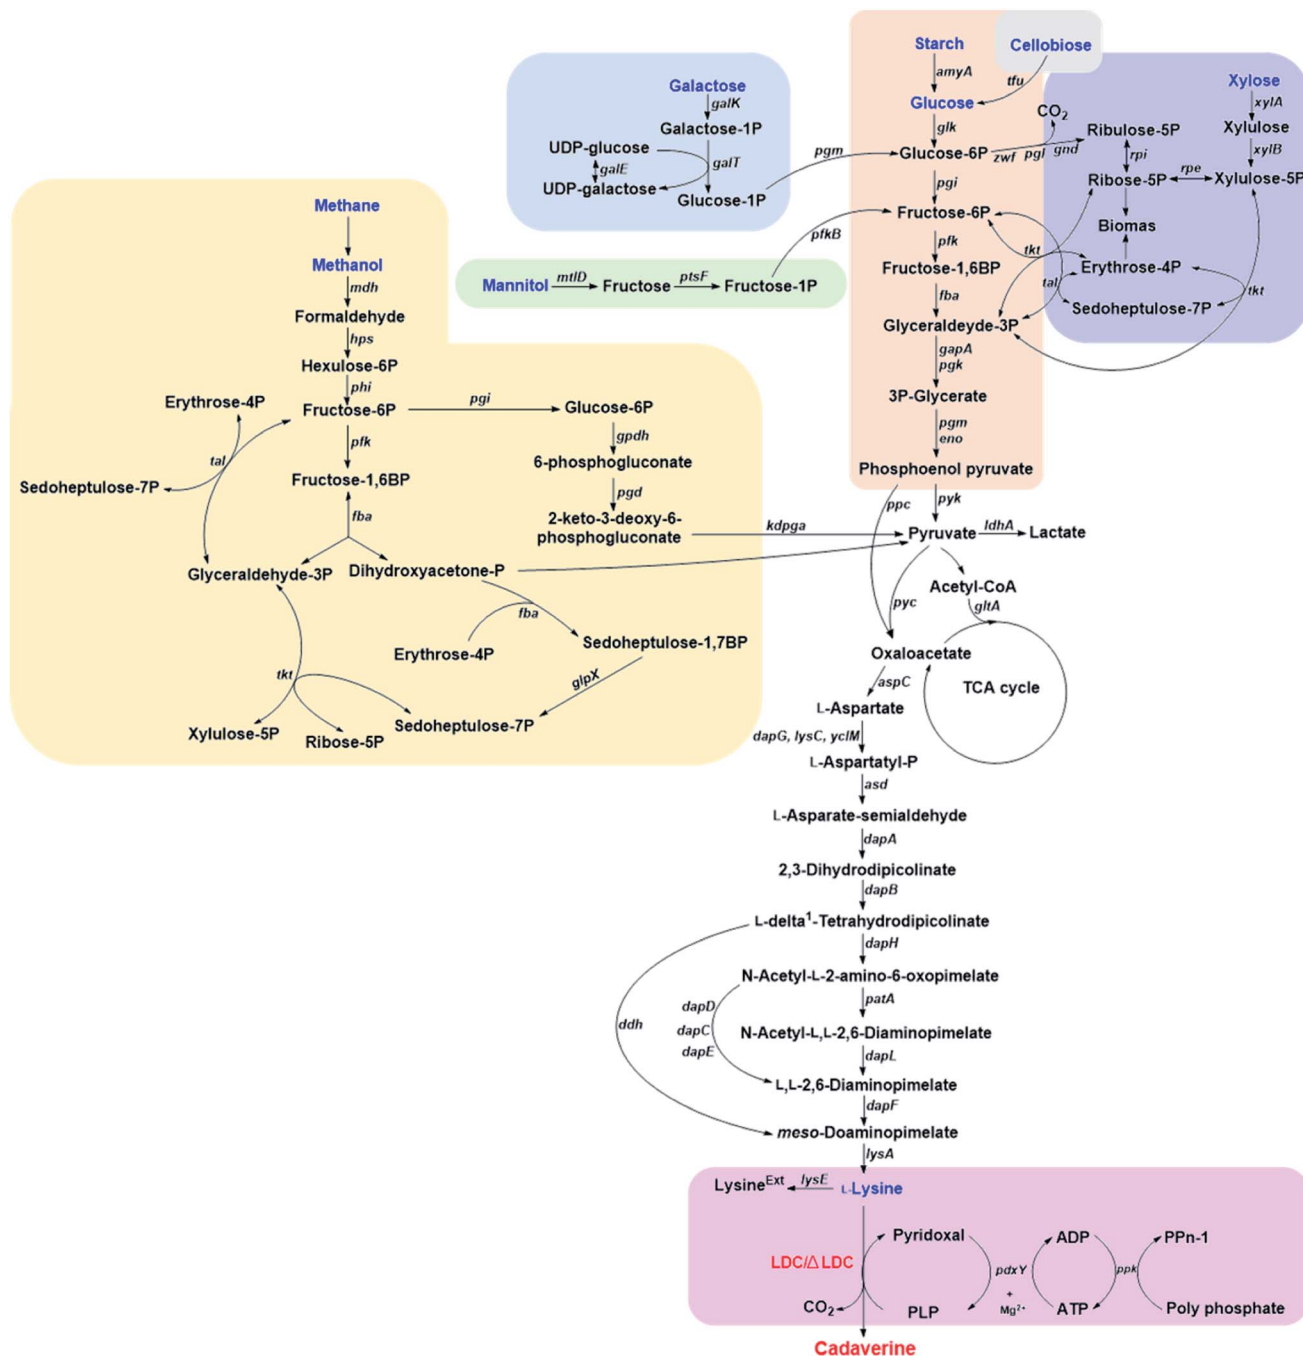 Starch
Cellobiose
amyA
tfu
Glucose
glk
Galactose
galK
Galactose-1P
UDP-glucose
galE
galT
UDP-galactose
Glucose-1P
pgm
Glucose-6P
zwf
pgl
gnd
CO2
Ribulose-5P
rpi
Ribose-5P
rpe
Xylose
xylA
Xylulose
xylB
Xylulose-5P
Biomas
Erythrose-4P
Sedoheptulose-7P
tkt
tal
tkt
pgi
Fructose-6P
pfkB
pfk
Fructose-1,6BP
fba
Glyceraldeyde-3P
gapA
pgk
3P-Glycerate
pgm
eno
Phosphoenol pyruvate
Mannitol
mtlD
Fructose
ptsF
Fructose-1P
Methane
Methanol
mdh
Formaldehyde
hps
Hexulose-6P
phi
Erythrose-4P
Fructose-6P
pgi
Glucose-6P
gpdh
6-phosphogluconate
pgd
2-keto-3-deoxy-6-
phosphogluconate
kdpga
pfk
tal
Sedoheptulose-7P
Fructose-1,6BP
fba
Glyceraldehyde-3P
Dihydroxyacetone-P
fba
Erythrose-4P
Sedoheptulose-1,7BP
glpX
tkt
Xylulose-5P
Ribose-5P
Sedoheptulose-7P
ppc
pyk
Pyruvate
ldhA
Lactate
Acetyl-CoA
gltA
pyc
Oxaloacetate
TCA cycle
aspC
L-Aspartate
dapG, lysC, yclM
L-Aspartatyl-P
asd
L-Asparate-semialdehyde
dapA
2,3-Dihydrodipicolinate
dapB
L-delta1-Tetrahydrodipicolinate
dapH
N-Acetyl-L-2-amino-6-oxopimelate
patA
ddh
dapD
dapC
dapE
N-Acetyl-L,L-2,6-Diaminopimelate
dapL
L,L-2,6-Diaminopimelate
dapF
meso-Doaminopimelate
lysA
LysineExt
lysE
L-Lysine
LDC/△ LDC
CO2
Pyridoxal
PLP
pdxY
+
Mg2+
ADP
ATP
ppk
PPn-1
Poly phosphate
Cadaverine